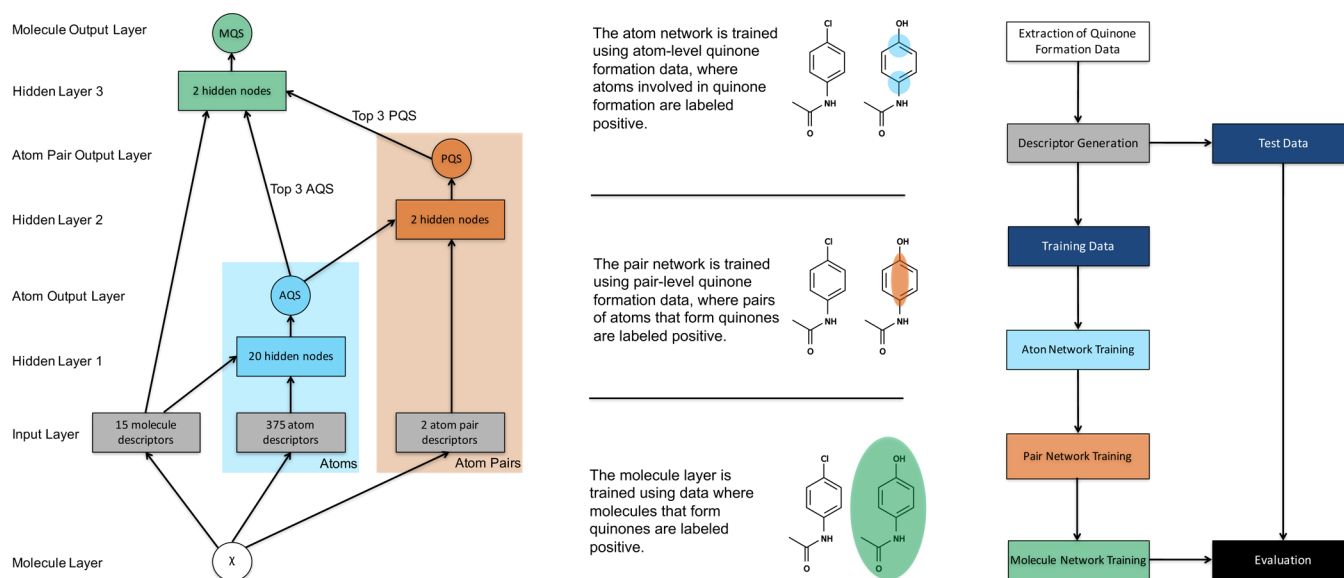 Molecule Output Layer
MQS
Hidden Layer 3
2 hidden nodes
Top 3 PQS
Atom Pair Output Layer
PQS
Top 3 AQS
Hidden Layer 2
2 hidden nodes
Atom Output Layer
AQS
Hidden Layer 1
20 hidden nodes
Input Layer
15 molecule
descriptors
375 atom
descriptors
2 atom pair
descriptors
Atoms
Atom Pairs
Molecule Layer
χ
The atom network is trained
using atom-level quinone
formation data, where
atoms involved in quinone
formation are labeled
positive.
Cl
NH
O
OH
NH
O
The pair network is trained
using pair-level quinone
formation data, where pairs
of atoms that form quinones
are labeled positive.
Cl
NH
O
OH
NH
O
The molecule layer is
trained using data where
molecules that form
quinones are labeled
positive.
Cl
NH
O
OH
NH
O
Extraction of Quinone
Formation Data
Descriptor Generation
Test Data
Training Data
Aton Network Training
Pair Network Training
Molecule Network Training
Evaluation